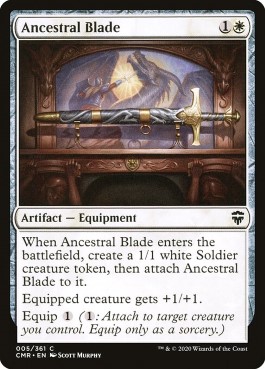 Ancestral Blade 1
Artifact — Equipment
When Ancestral Blade enters the
battlefield, create a 1/1 white Soldier
creature token, then attach Ancestral
Blade to it.
Equipped creature gets +1/+1.
Equip 1 (1: Attach to target creature
you control. Equip only as a sorcery.)
005/361 C
CMR • EN SCOTT MURPHY ™ & © 2020 Wizards of the Coast